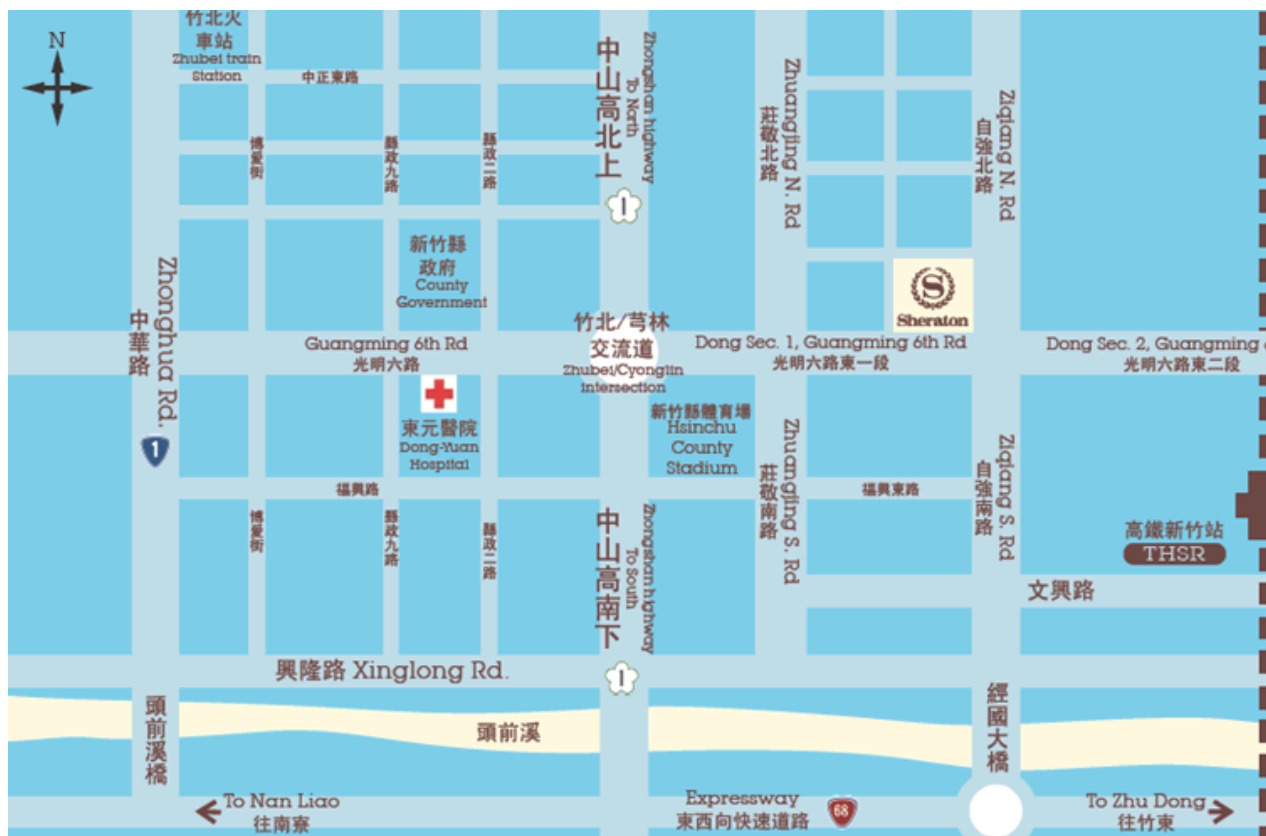 竹北火
車站
Zhubei train
Station
N
中正東路
中山高北上
Zhongshan highway
To North
Zhuangjing N. Rd
莊敬北路
Ziqiang N. Rd
自強北路
博愛街
縣政九路
縣政二路
1
新竹縣
政府
County
Government
Zhonghua Rd.
中華路
S
Sheraton
竹北/芎林
交流道
Zhubei/Cyonglin
intersection
Guangming 6th Rd
光明六路
Dong Sec. 1, Guangming 6th Rd
光明六路東一段
Dong Sec. 2, Guangming 6
光明六路東二段
東元醫院
Dong-Yuan
Hospital
新竹縣體育場
Hsinchu
County
Stadium
1
Zhuangjing S. Rd
莊敬南路
Ziqiang S. Rd
自強南路
福興路
福興東路
博愛街
縣政九路
縣政二路
中山高南下
Zhongshan highway
To South
高鐵新竹站
THSR
文興路
興隆路 Xinglong Rd.
1
頭前溪橋
頭前溪
經國大橋
To Nan Liao
往南寮
Expressway
東西向快速道路
68
To Zhu Dong
往竹東